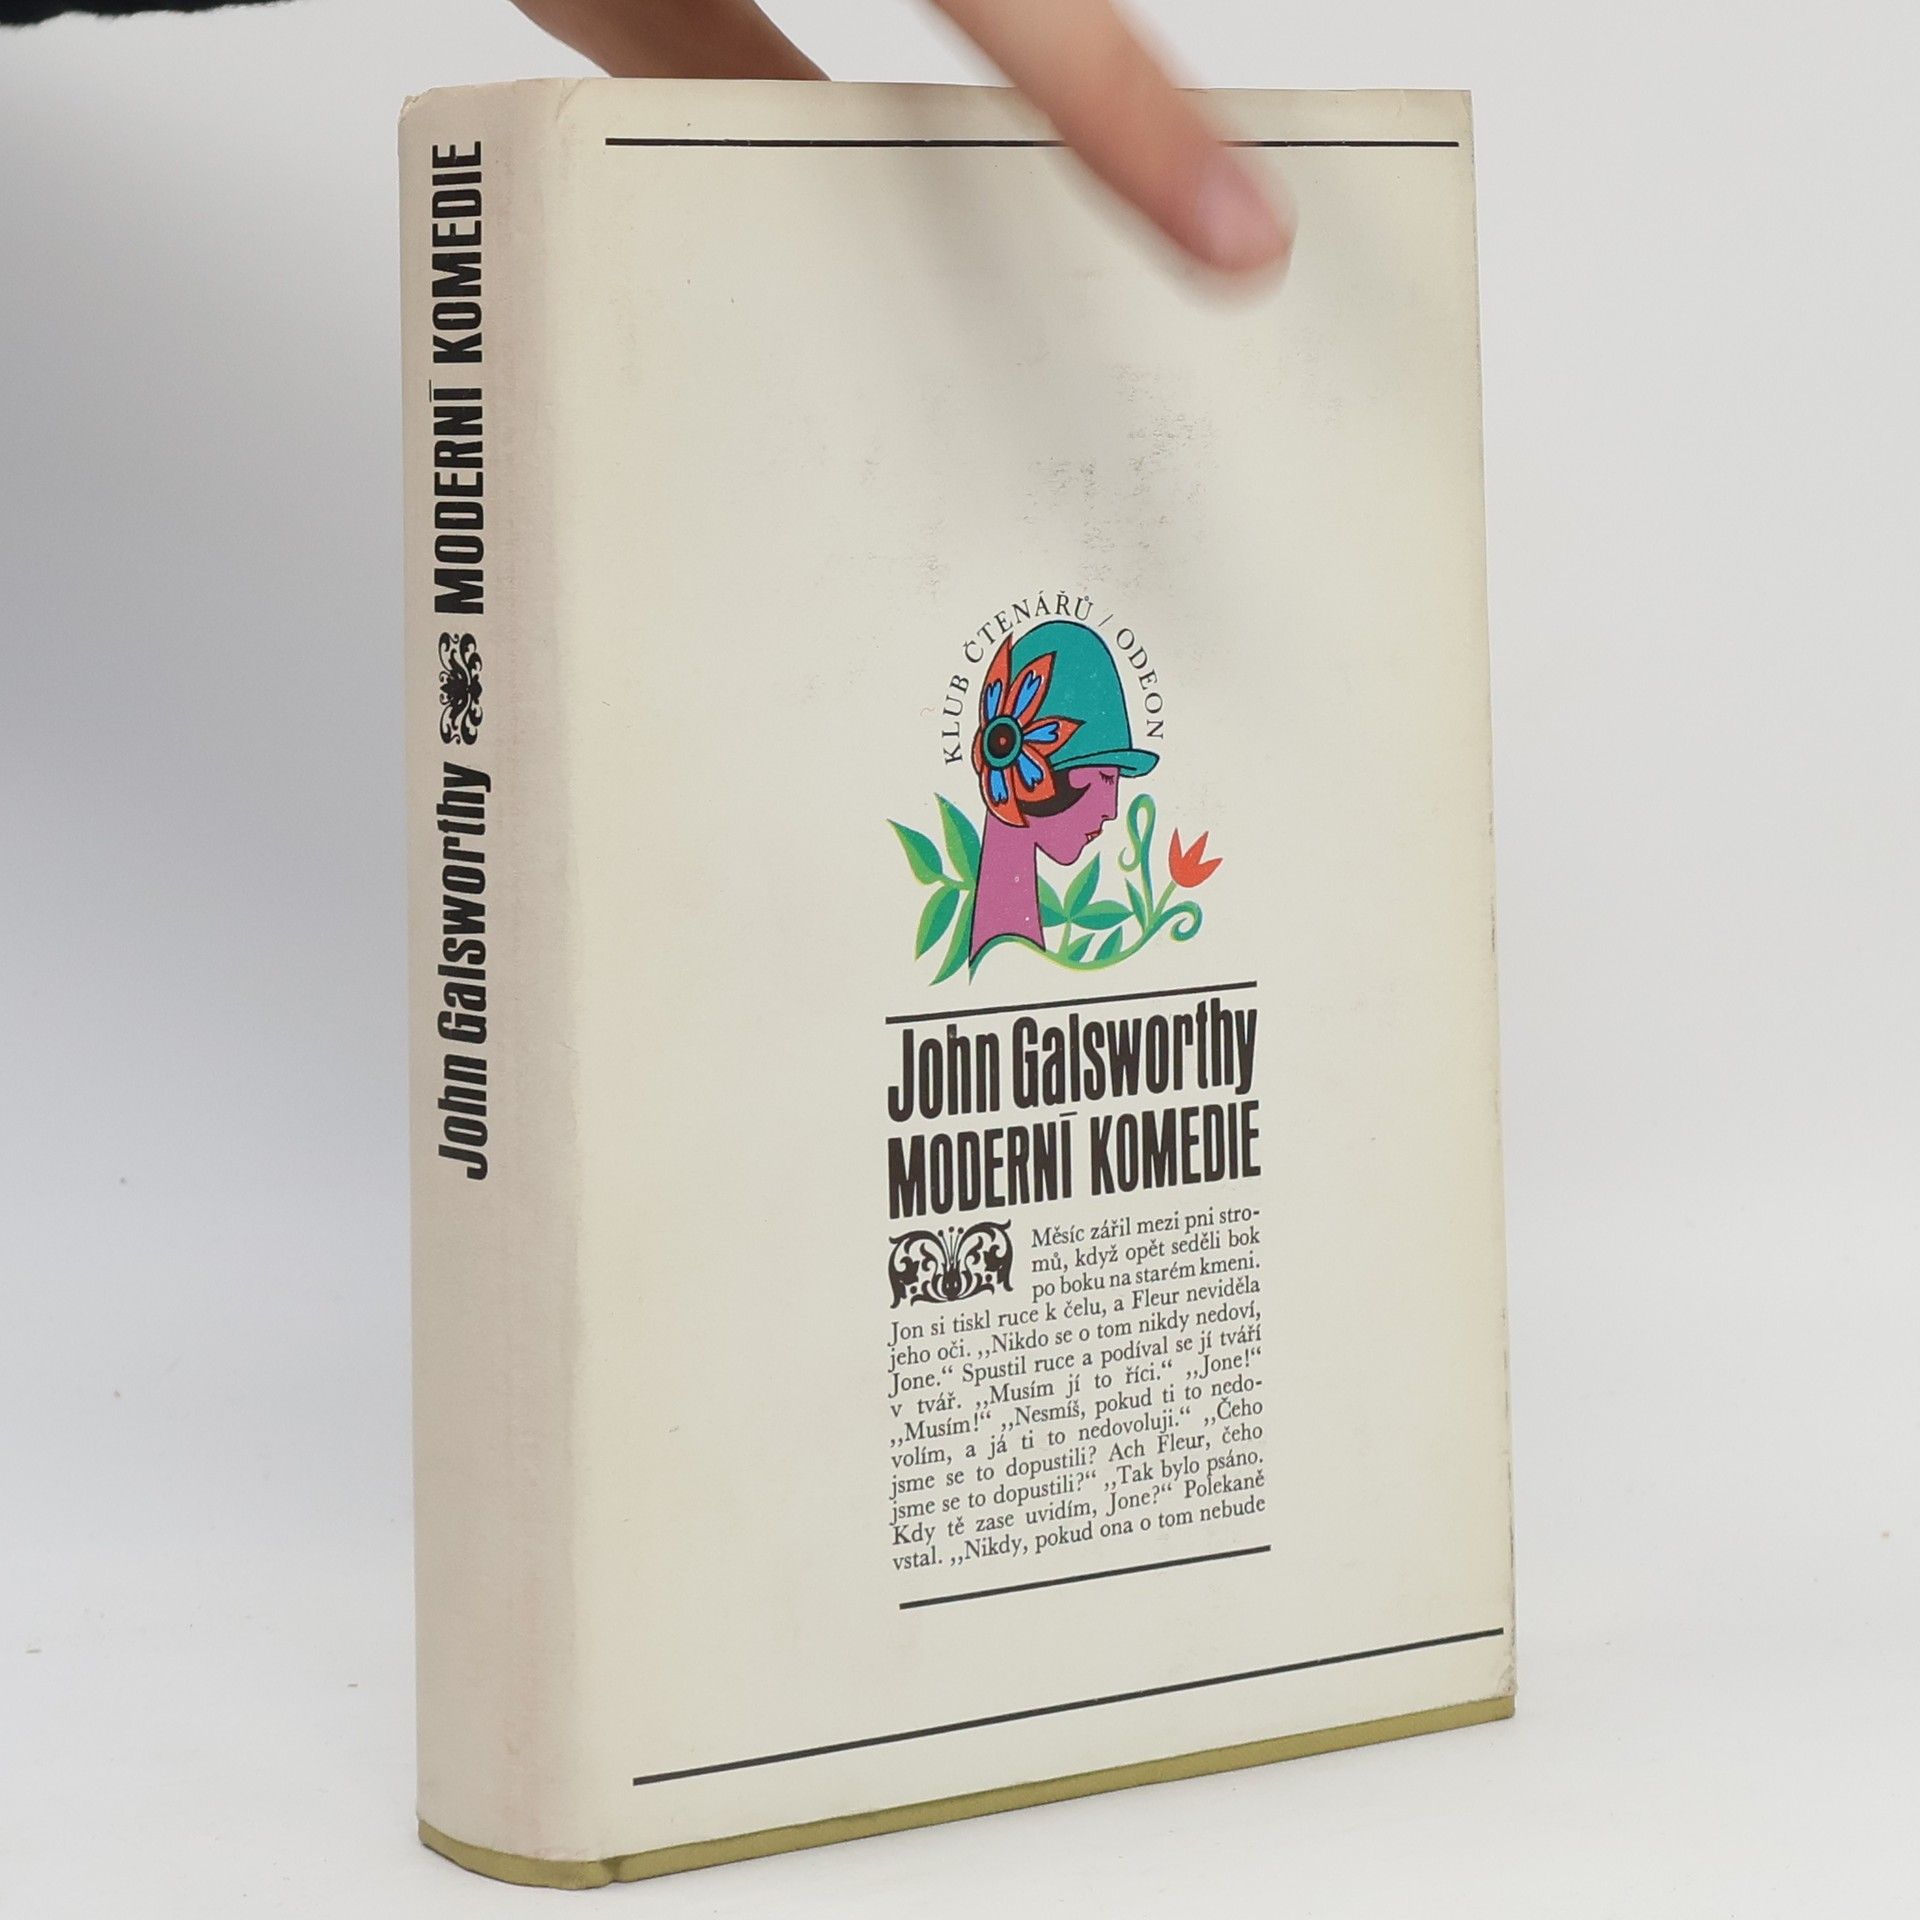 John Galsworthy MODERNÍ KOMEDIE
KLUB ČTENÁŘŮ / ODEON
John Galsworthy
MODERNÍ KOMEDIE
Měsíc zářil mezi pni stro-
mů, když opět seděli bok
po boku na starém kmeni.
Jon si tiskl ruce k čelu, a Fleur neviděla
jeho oči. ,,Nikdo se o tom nikdy nedoví,
Jone.“ Spustil ruce a podíval se jí tváří
v tvář. ,,Musím jí to říci.“ ,,Jone!“
,,Musím!“ ,,Nesmíš, pokud ti to nedo-
volím, a já ti to nedovoluji.“ ,,Čeho
jsme se to dopustili? Ach Fleur, čeho
jsme se to dopustili?“ ,,Tak bylo psáno.
Kdy tě zase uvidím, Jone?“ Polekaně
vstal. ,,Nikdy, pokud ona o tom nebude